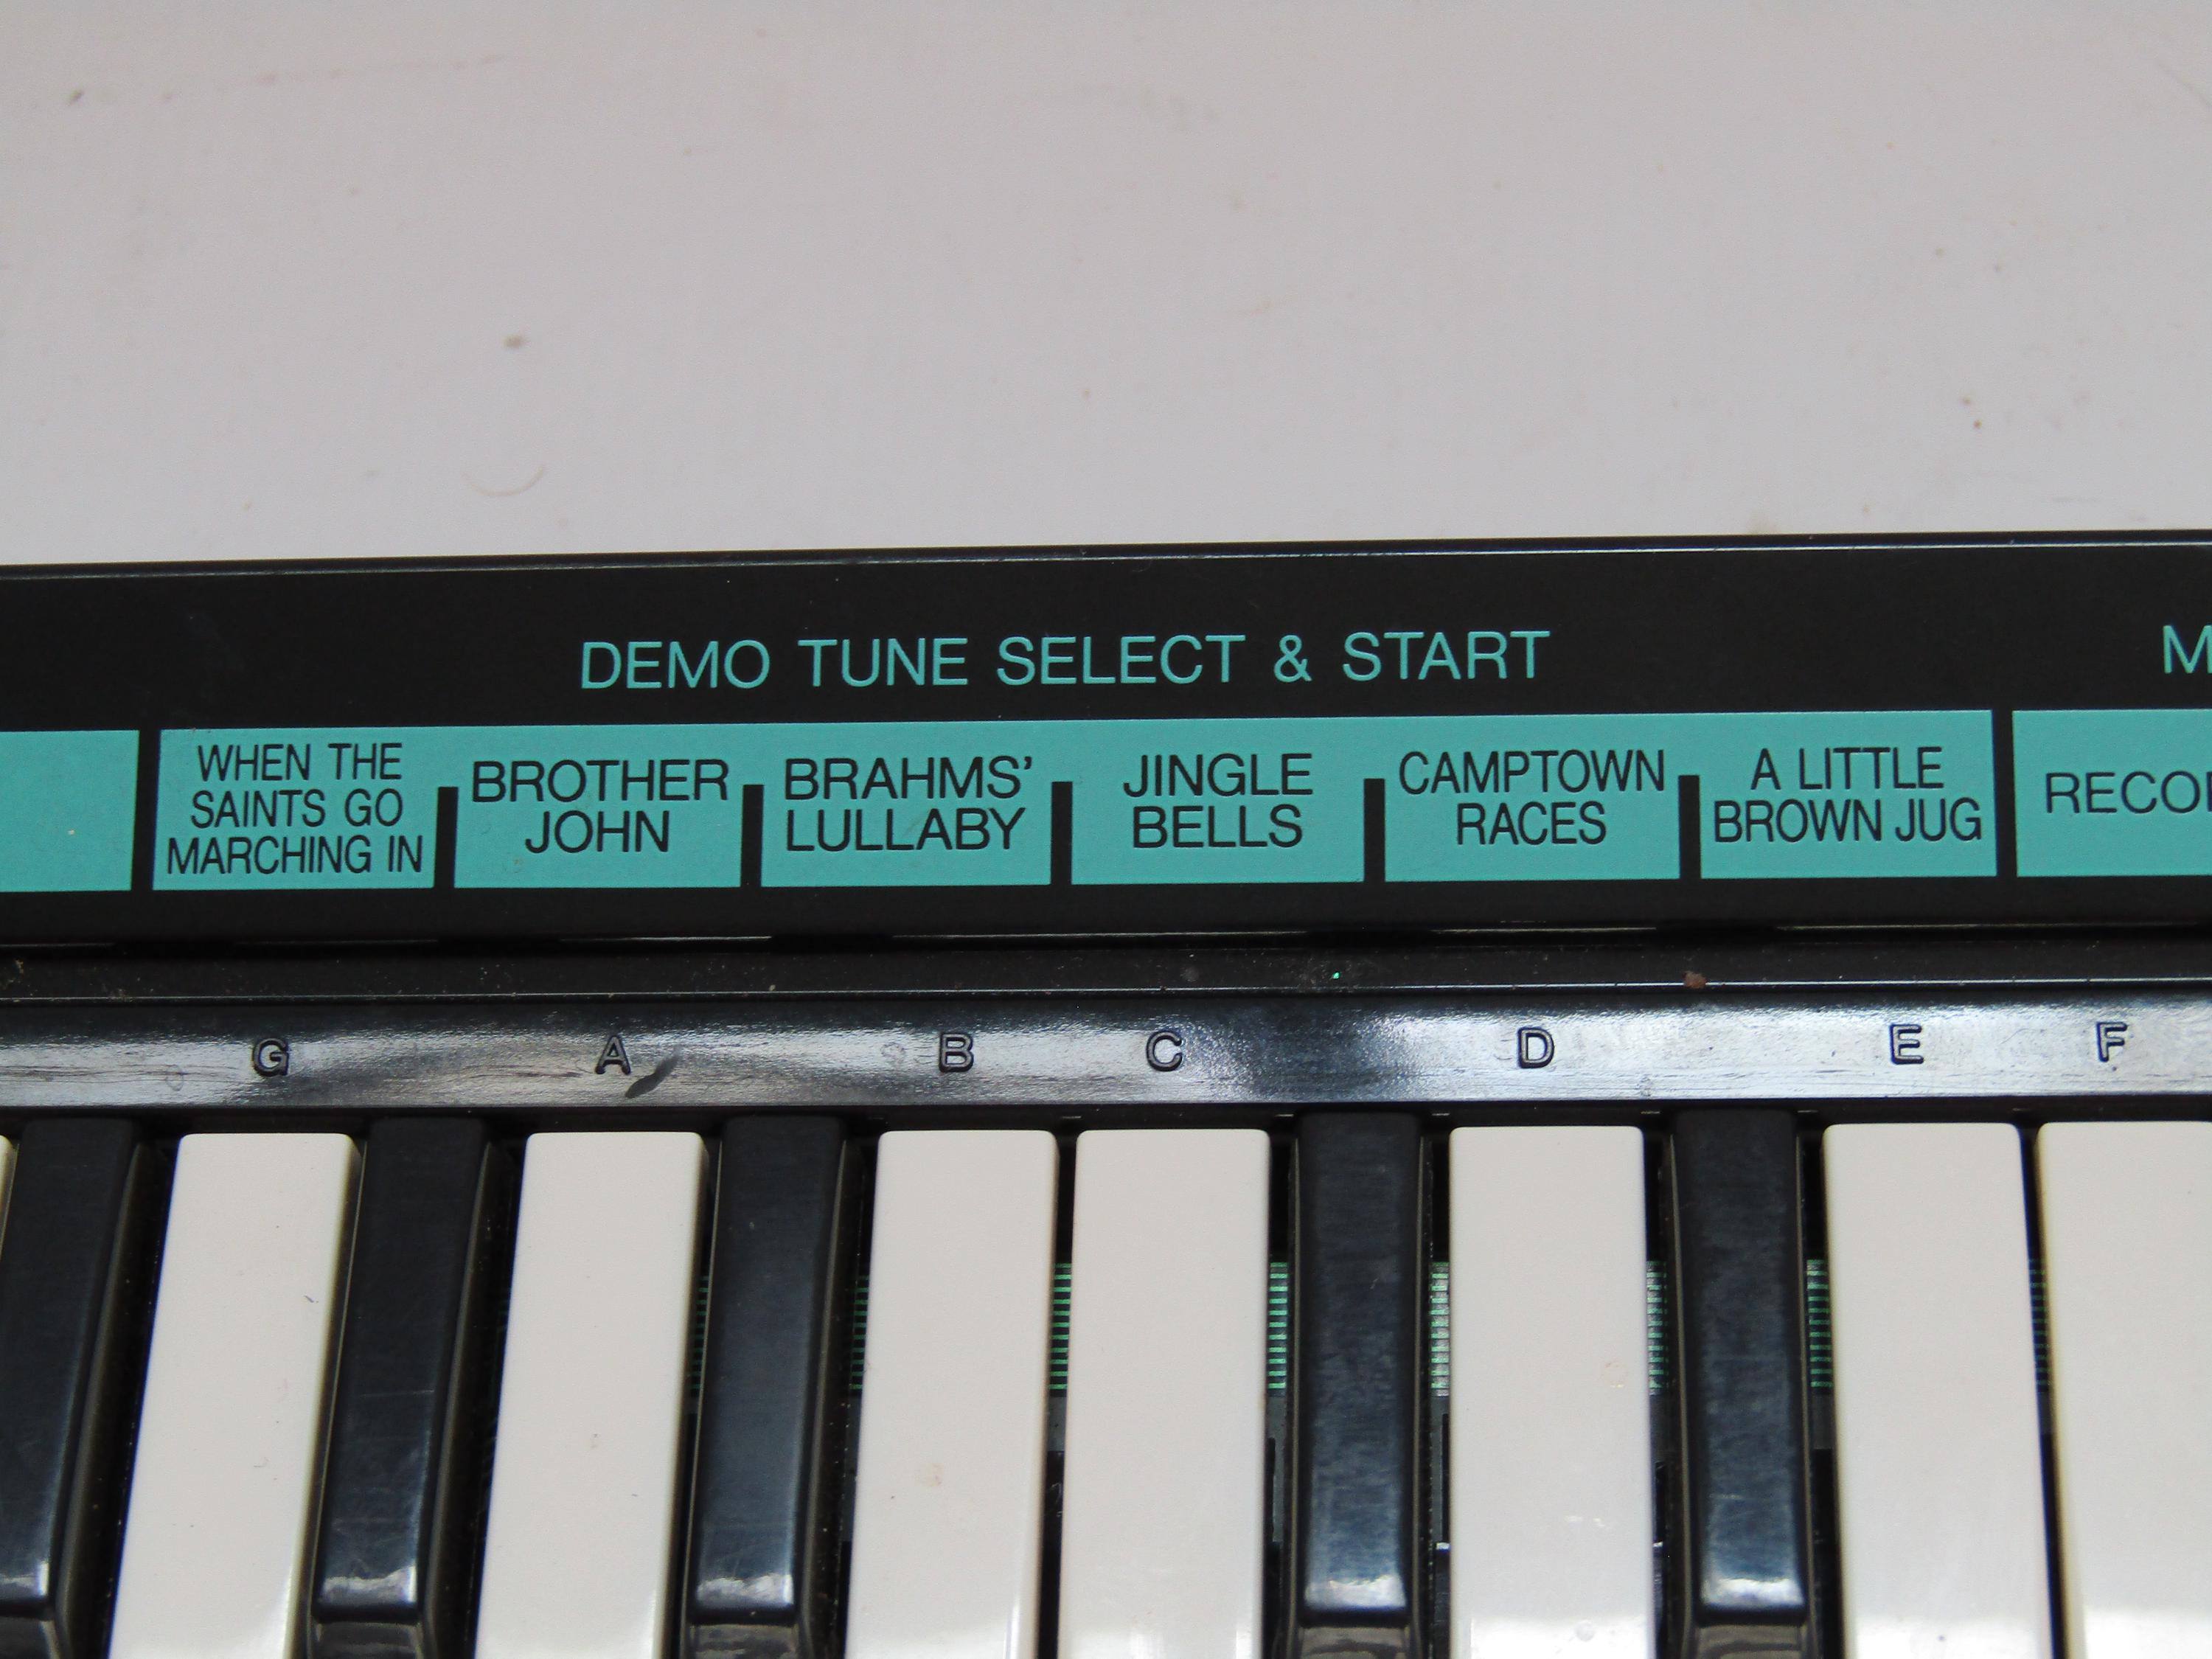 DEMO TUNE SELECT & START
WHEN THE
SAINTS GO
MARCHING IN
BROTHER
JOHN
BRAHMS'
LULLABY
JINGLE
BELLS
CAMPTOWN
RACES
A LITTLE
BROWN JUG
G A B C D E F